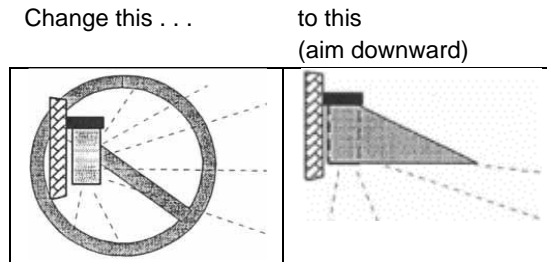 Change this . . .
to this
(aim downward)